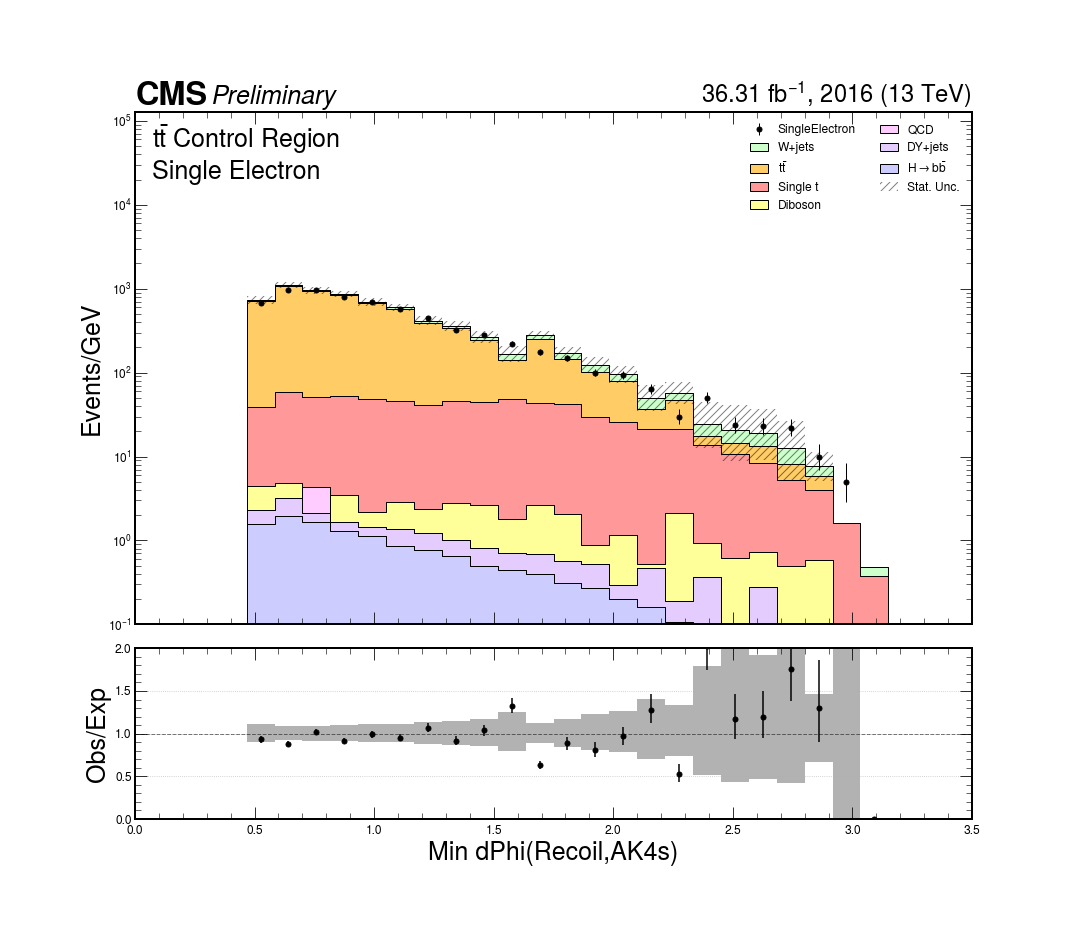 CMS Preliminary 36.31 fb⁻¹, 2016 (13 TeV)
tt̄ Control Region
Single Electron
SingleElectron
W+jets
tt̄
Single t
Diboson
QCD
DY+jets
H→bb̄
Stat. Unc.
Events/GeV
10⁵
10⁴
10³
10²
10¹
10⁰
10⁻¹
Obs/Exp
2.0
1.5
1.0
0.5
0.0
0.0 0.5 1.0 1.5 2.0 2.5 3.0 3.5
Min dPhi(Recoil,AK4s)